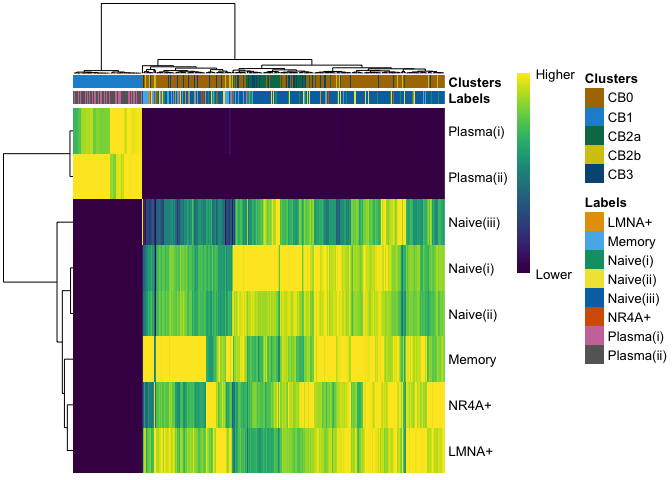 Clusters
Labels
Plasma(i)
Plasma(ii)
Naive(iii)
Naive(i)
Naive(ii)
Memory
NR4A+
LMNA+
Higher
Lower
Clusters
CB0
CB1
CB2a
CB2b
CB3
Labels
LMNA+
Memory
Naive(i)
Naive(ii)
Naive(iii)
NR4A+
Plasma(i)
Plasma(ii)